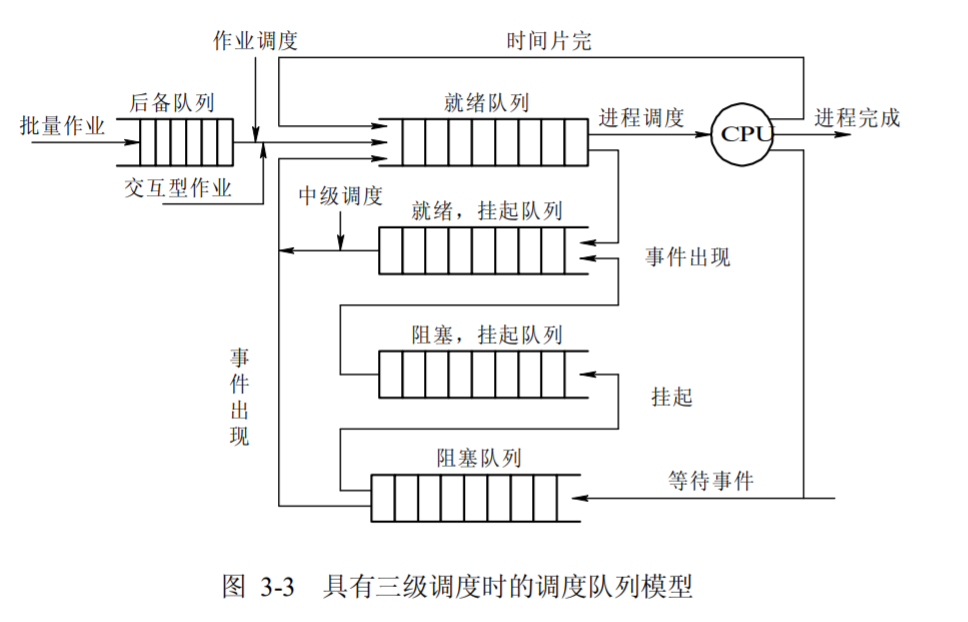 作业调度
时间片完
后备队列
就绪队列
批量作业
进程调度
CPU
进程完成
交互型作业
中级调度
就绪，挂起队列
事件出现
阻塞，挂起队列
事件出现
挂起
阻塞队列
等待事件
图 3-3 具有三级调度时的调度队列模型